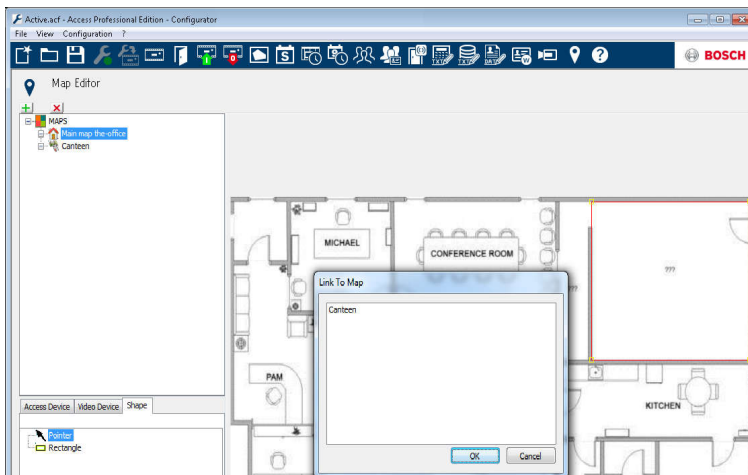 Active.acf - Access Professional Edition - Configurator
File View Configuration ?
BOSCH
Map Editor
MAPS
Main map the-office
Canteen
MICHAEL
CONFERENCE ROOM
???
???
Link To Map
Canteen
PAM
KITCHEN
Access Device Video Device Shape
Pointer
Rectangle
OK Cancel